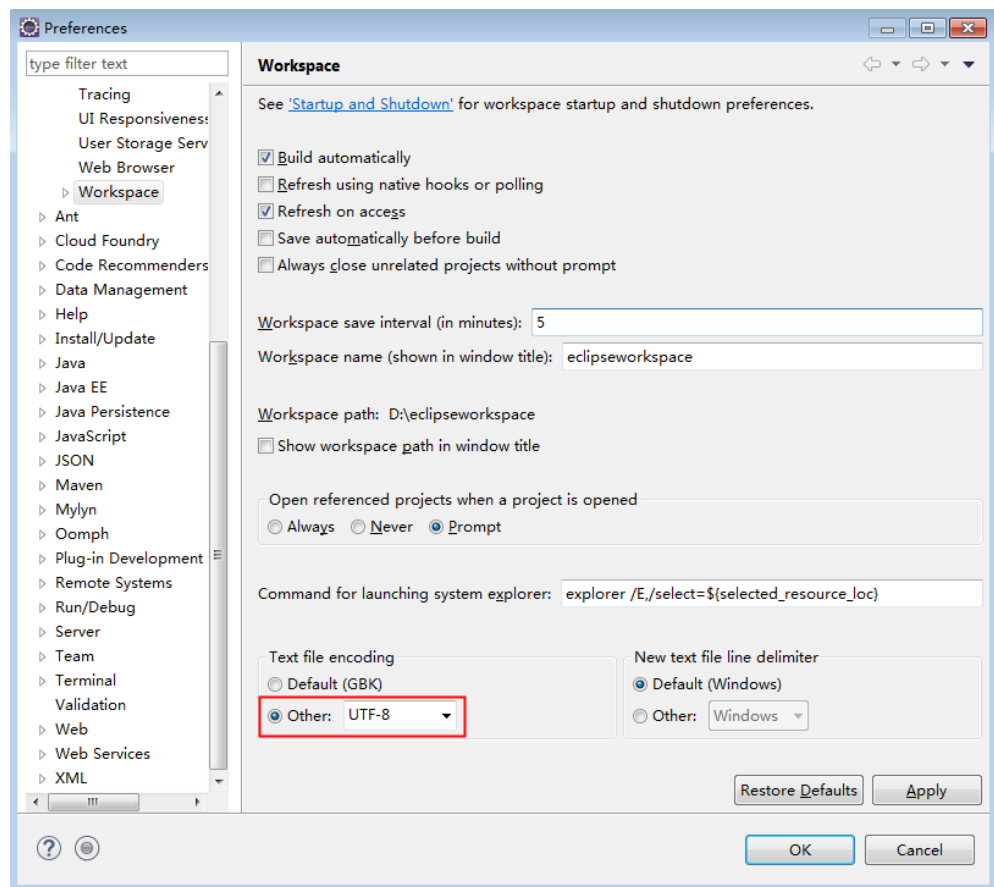 Preferences
type filter text
Tracing
UI Responsivenes
User Storage Serv
Web Browser
Workspace
Ant
Cloud Foundry
Code Recommenders
Data Management
Help
Install/Update
Java
Java EE
Java Persistence
JavaScript
JSON
Maven
Mylyn
Oomph
Plug-in Development
Remote Systems
Run/Debug
Server
Team
Terminal
Validation
Web
Web Services
XML
Workspace
See 'Startup and Shutdown' for workspace startup and shutdown preferences.
Build automatically
Refresh using native hooks or polling
Refresh on access
Save automatically before build
Always close unrelated projects without prompt
Workspace save interval (in minutes): 5
Workspace name (shown in window title): eclipseworkspace
Workspace path: D:\eclipseworkspace
Show workspace path in window title
Open referenced projects when a project is opened
Always Never Prompt
Command for launching system explorer: explorer /E,/select=${selected_resource_loc}
Text file encoding
Default (GBK)
Other: UTF-8
New text file line delimiter
Default (Windows)
Other: Windows
Restore Defaults Apply
? OK Cancel